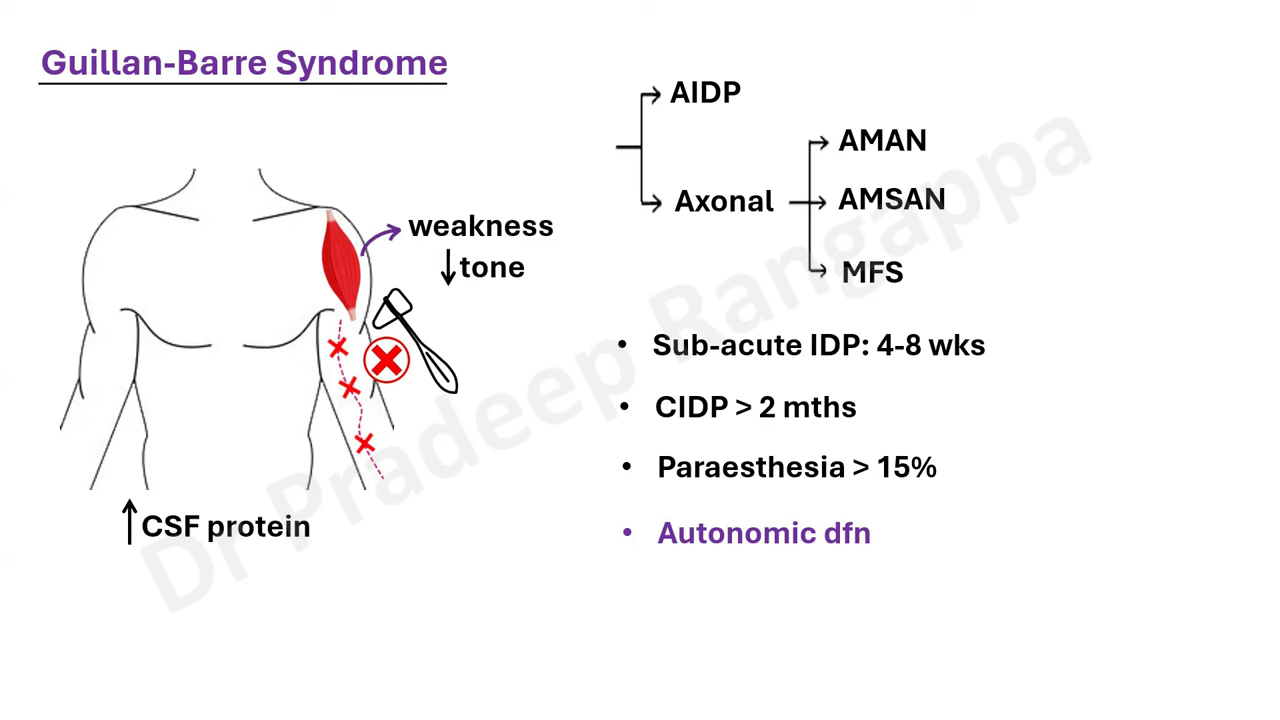 Guillan-Barre Syndrome
weakness
↓tone
↑CSF protein
AIDP
Axonal
AMAN
AMSAN
MFS
• Sub-acute IDP: 4-8 wks
• CIDP > 2 mths
• Paraesthesia > 15%
• Autonomic dfn
Dr Pradeep Rangappa